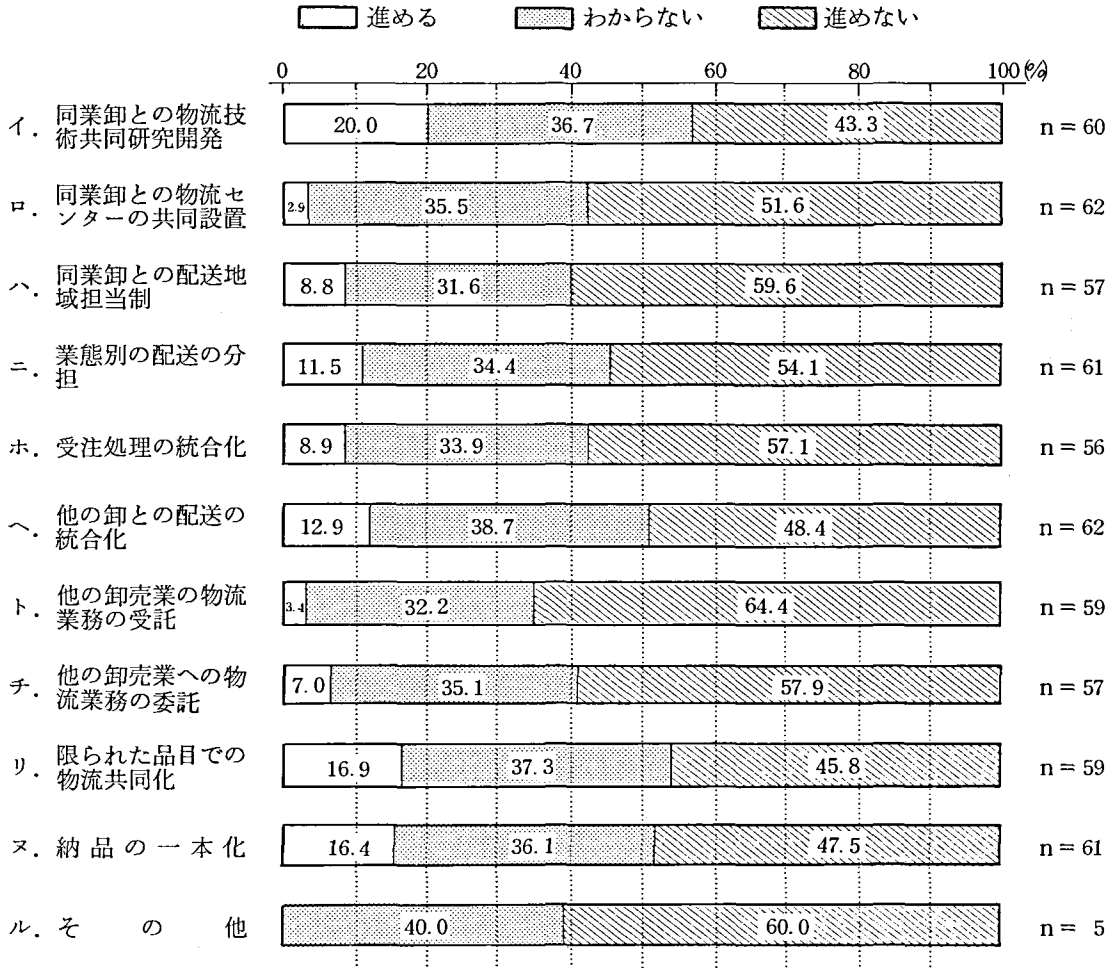 進める わからない 進めない
0 20 40 60 80 100(%)
イ. 同業卸との物流技
術共同研究開発
20.0 36.7 43.3 n = 60
ロ. 同業卸との物流セ
ンターの共同設置
2.9 35.5 51.6 n = 62
ハ. 同業卸との配送地
域担当制
8.8 31.6 59.6 n = 57
ニ. 業態別の配送の分
担
11.5 34.4 54.1 n = 61
ホ. 受注処理の統合化 8.9 33.9 57.1 n = 56
ヘ. 他の卸との配送の
統合化
12.9 38.7 48.4 n = 62
ト. 他の卸売業の物流
業務の受託
3.4 32.2 64.4 n = 59
チ. 他の卸売業への物
流業務の委託
7.0 35.1 57.9 n = 57
リ. 限られた品目での
物流共同化
16.9 37.3 45.8 n = 59
ヌ. 納品の一本化 16.4 36.1 47.5 n = 61
ル. その他 40.0 60.0 n = 5